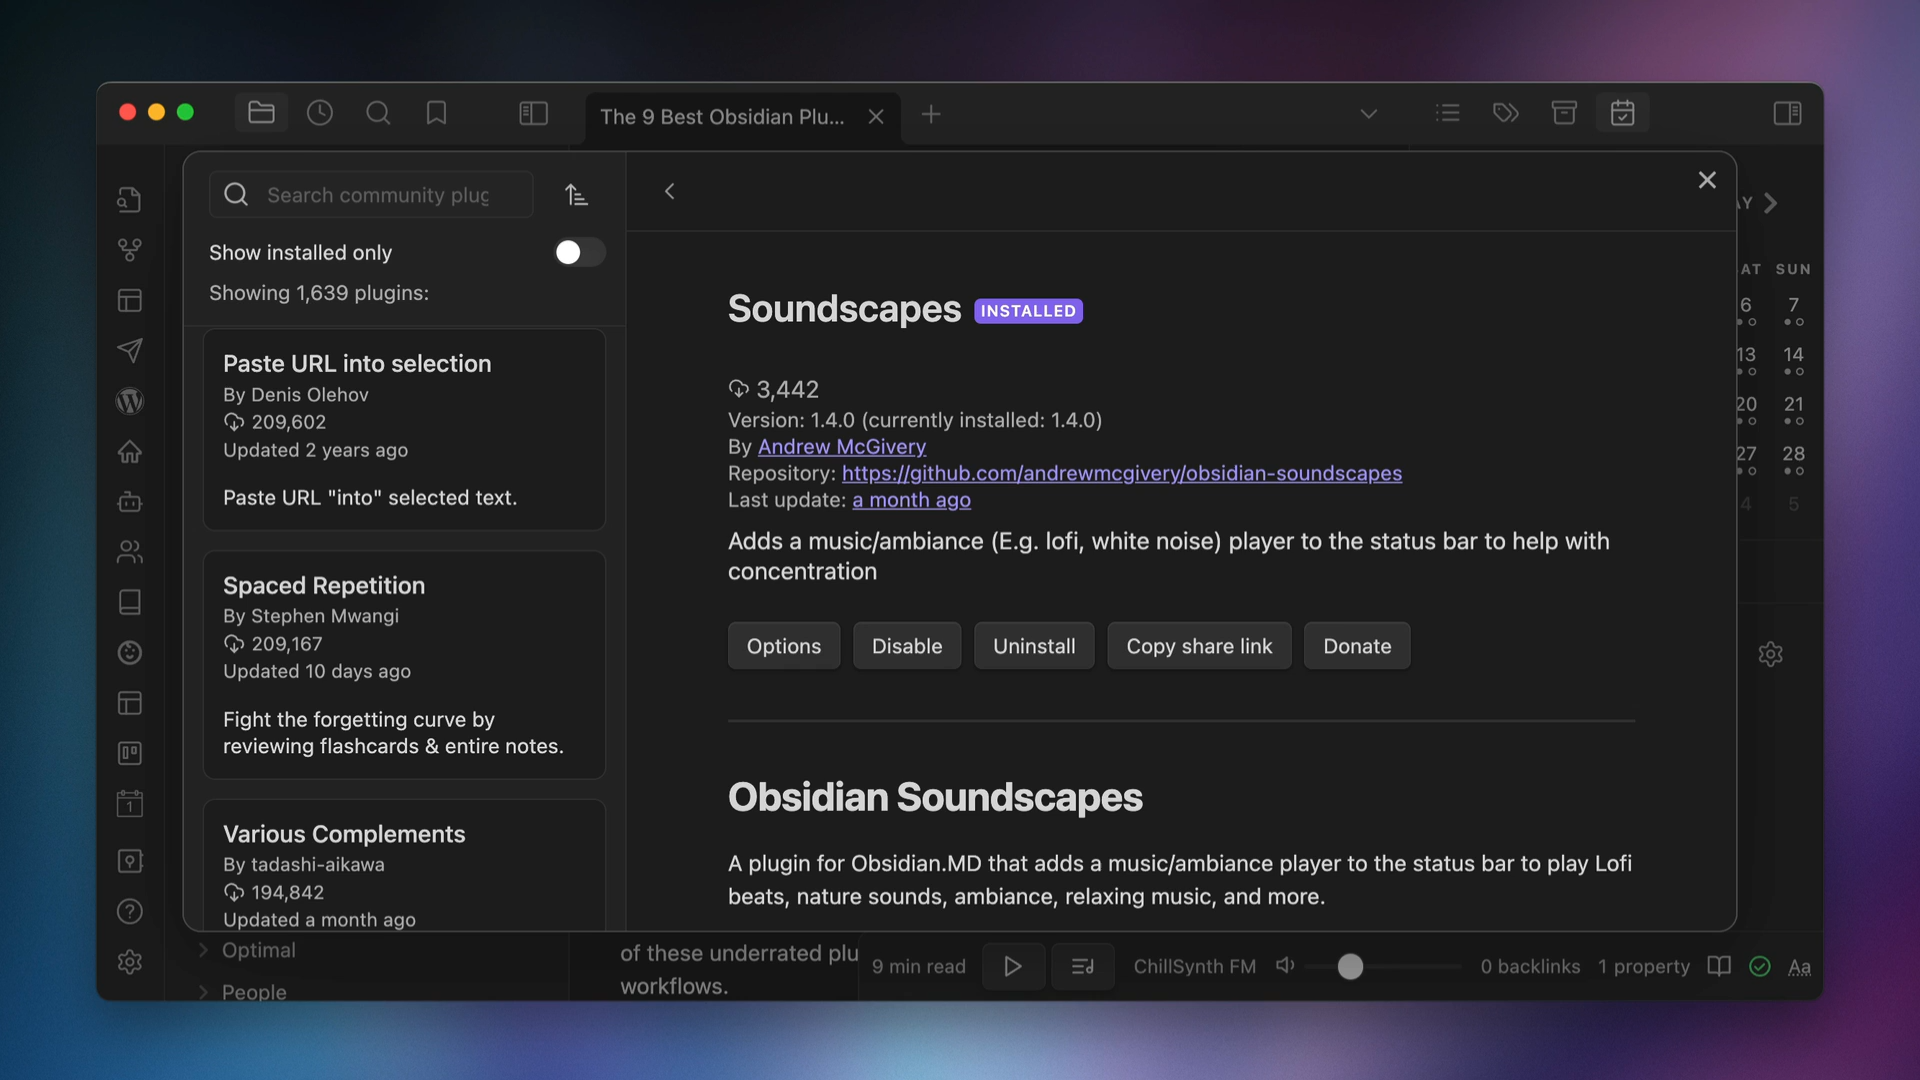 The 9 Best Obsidian Plu...
Search community plug
Show installed only
Showing 1,639 plugins:
Paste URL into selection
By Denis Olehov
209,602
Updated 2 years ago
Paste URL "into" selected text.
Spaced Repetition
By Stephen Mwangi
209,167
Updated 10 days ago
Fight the forgetting curve by
reviewing flashcards & entire notes.
Various Complements
By tadashi-aikawa
194,842
Updated a month ago
Soundscapes INSTALLED
3,442
Version: 1.4.0 (currently installed: 1.4.0)
By Andrew McGivery
Repository: https://github.com/andrewmcgivery/obsidian-soundscapes
Last update: a month ago
Adds a music/ambiance (E.g. lofi, white noise) player to the status bar to help with
concentration
Options Disable Uninstall Copy share link Donate
Obsidian Soundscapes
A plugin for Obsidian.MD that adds a music/ambiance player to the status bar to play Lofi
beats, nature sounds, ambiance, relaxing music, and more.
AY
AT SUN
6 7
13 14
20 21
27 28
4 5
1
Optimal
People
of these underrated plu
workflows.
9 min read ChillSynth FM 0 backlinks 1 property Aa